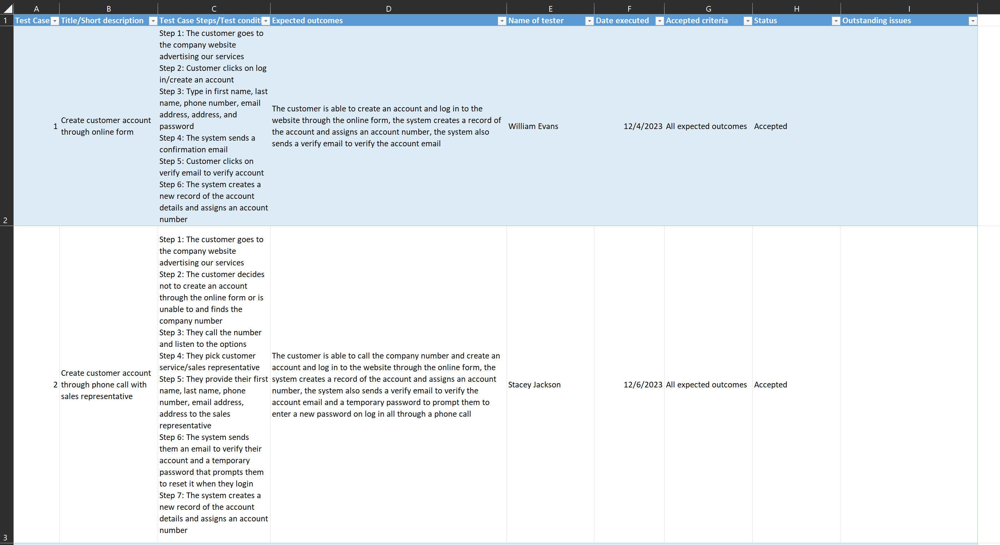 A B C D E F G H I
1 Test Case Title/Short description Test Case Steps/Test conditi Expected outcomes Name of tester Date executed Accepted criteria Status Outstanding issues
2
1
Create customer account
through online form
Step 1: The customer goes to
the company website
advertising our services
Step 2: Customer clicks on log
in/create an account
Step 3: Type in first name, last
name, phone number, email
address, address, and
password
Step 4: The system sends a
confirmation email
Step 5: Customer clicks on
verify email to verify account
Step 6: The system creates a
new record of the account
details and assigns an account
number
The customer is able to create an account and log in to the
website through the online form, the system creates a record of
the account and assigns an account number, the system also
sends a verify email to verify the account email
William Evans
12/4/2023
All expected outcomes
Accepted
3
2
Create customer account
through phone call with
sales representative
Step 1: The customer goes to
the company website
advertising our services
Step 2: The customer decides
not to create an account
through the online form or is
unable to and finds the
company number
Step 3: They call the number
and listen to the options
Step 4: They pick customer
service/sales representative
Step 5: They provide their first
name, last name, phone
number, email address,
address to the sales
representative
Step 6: The system sends
them an email to verify their
account and a temporary
password that prompts them
to reset it when they login
Step 7: The system creates a
new record of the account
details and assigns an account
number
The customer is able to call the company number and create an
account and log in to the website through the online form, the
system creates a record of the account and assigns an account
number, the system also sends a verify email to verify the
account email and a temporary password to prompt them to
enter a new password on log in all through a phone call
Stacey Jackson
12/6/2023
All expected outcomes
Accepted